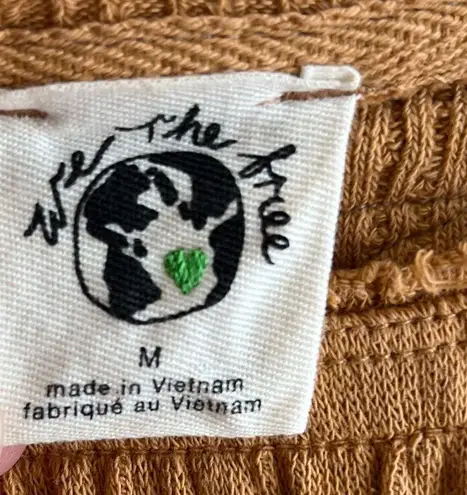 We The Free
M
made in Vietnam
fabriqué au Vietnam